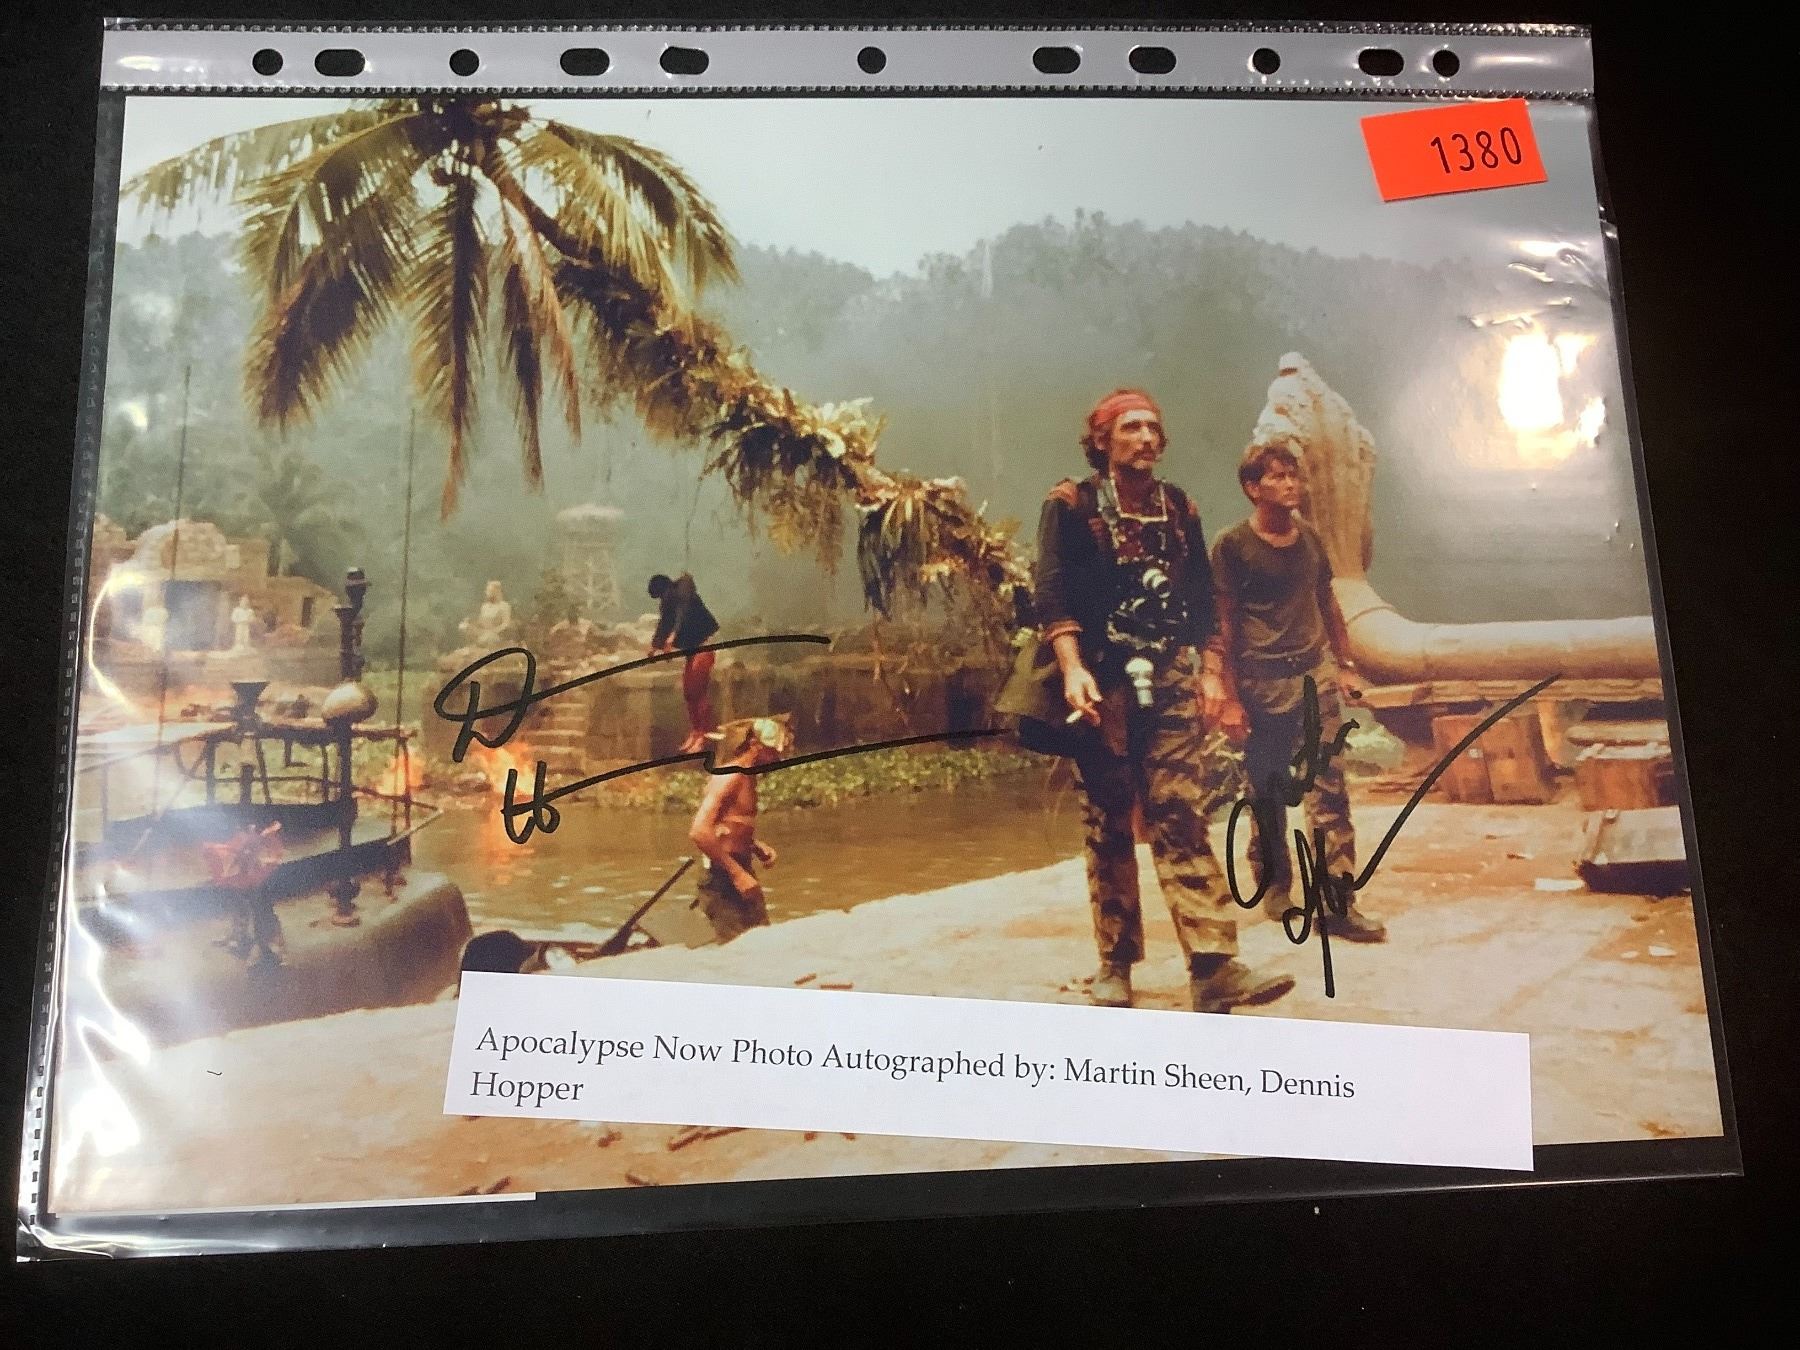 1380
Apocalypse Now Photo Autographed by: Martin Sheen, Dennis
Hopper